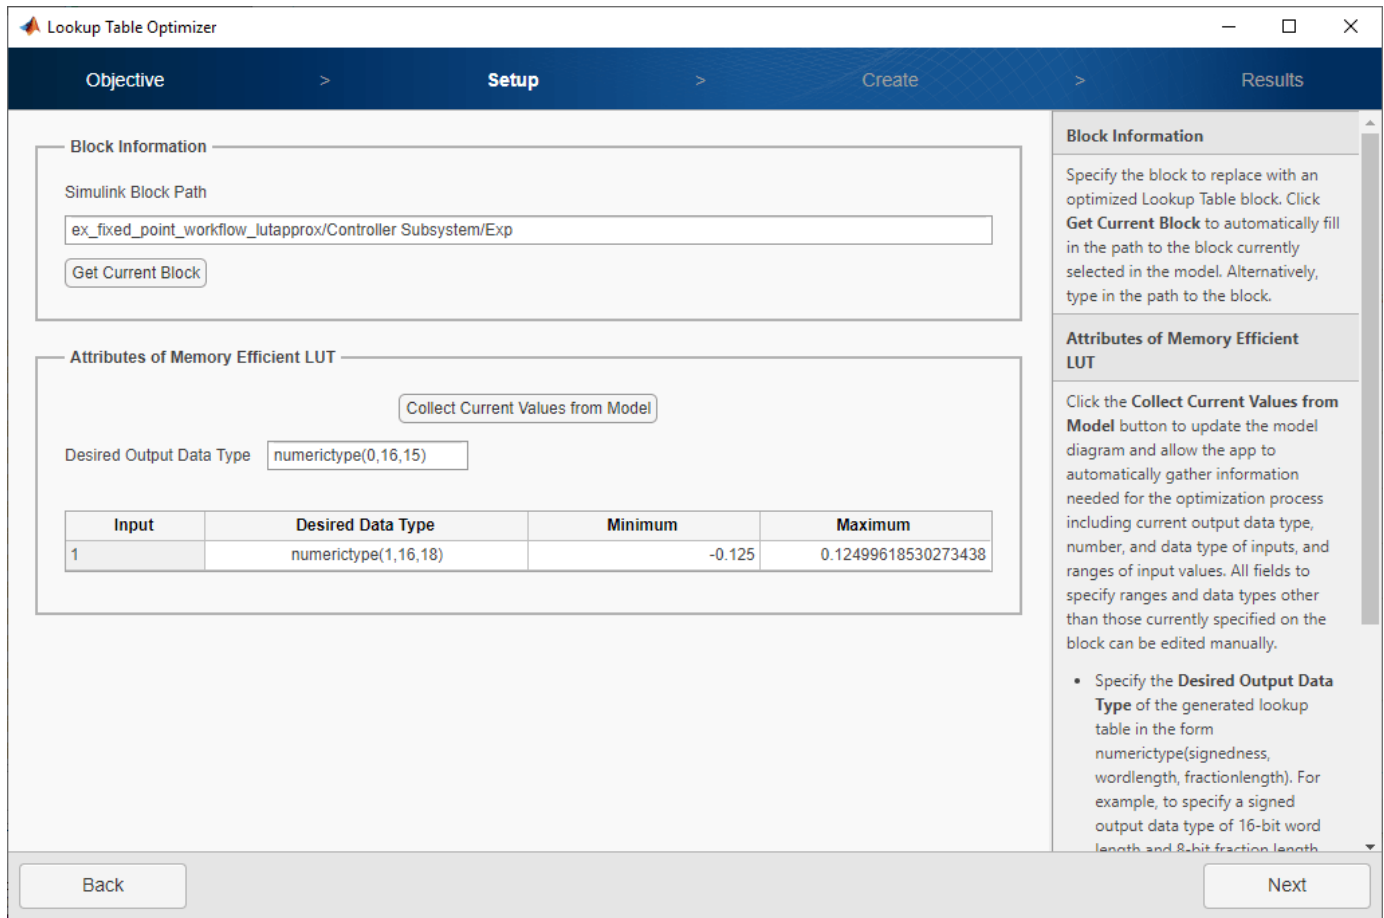 Lookup Table Optimizer
Objective > Setup > Create > Results
Block Information
Simulink Block Path
ex_fixed_point_workflow_lutapprox/Controller Subsystem/Exp
Get Current Block
Attributes of Memory Efficient LUT
Collect Current Values from Model
Desired Output Data Type numerictype(0,16,15)
Input Desired Data Type Minimum Maximum
1 numerictype(1,16,18) -0.125 0.12499618530273438
Block Information
Specify the block to replace with an
optimized Lookup Table block. Click
Get Current Block to automatically fill
in the path to the block currently
selected in the model. Alternatively,
type in the path to the block.
Attributes of Memory Efficient
LUT
Click the Collect Current Values from
Model button to update the model
diagram and allow the app to
automatically gather information
needed for the optimization process
including current output data type,
number, and data type of inputs, and
ranges of input values. All fields to
specify ranges and data types other
than those currently specified on the
block can be edited manually.
• Specify the Desired Output Data
Type of the generated lookup
table in the form
numerictype(signedness,
wordlength, fractionlength). For
example, to specify a signed
output data type of 16-bit word
length and 8-bit fraction length
Back
Next